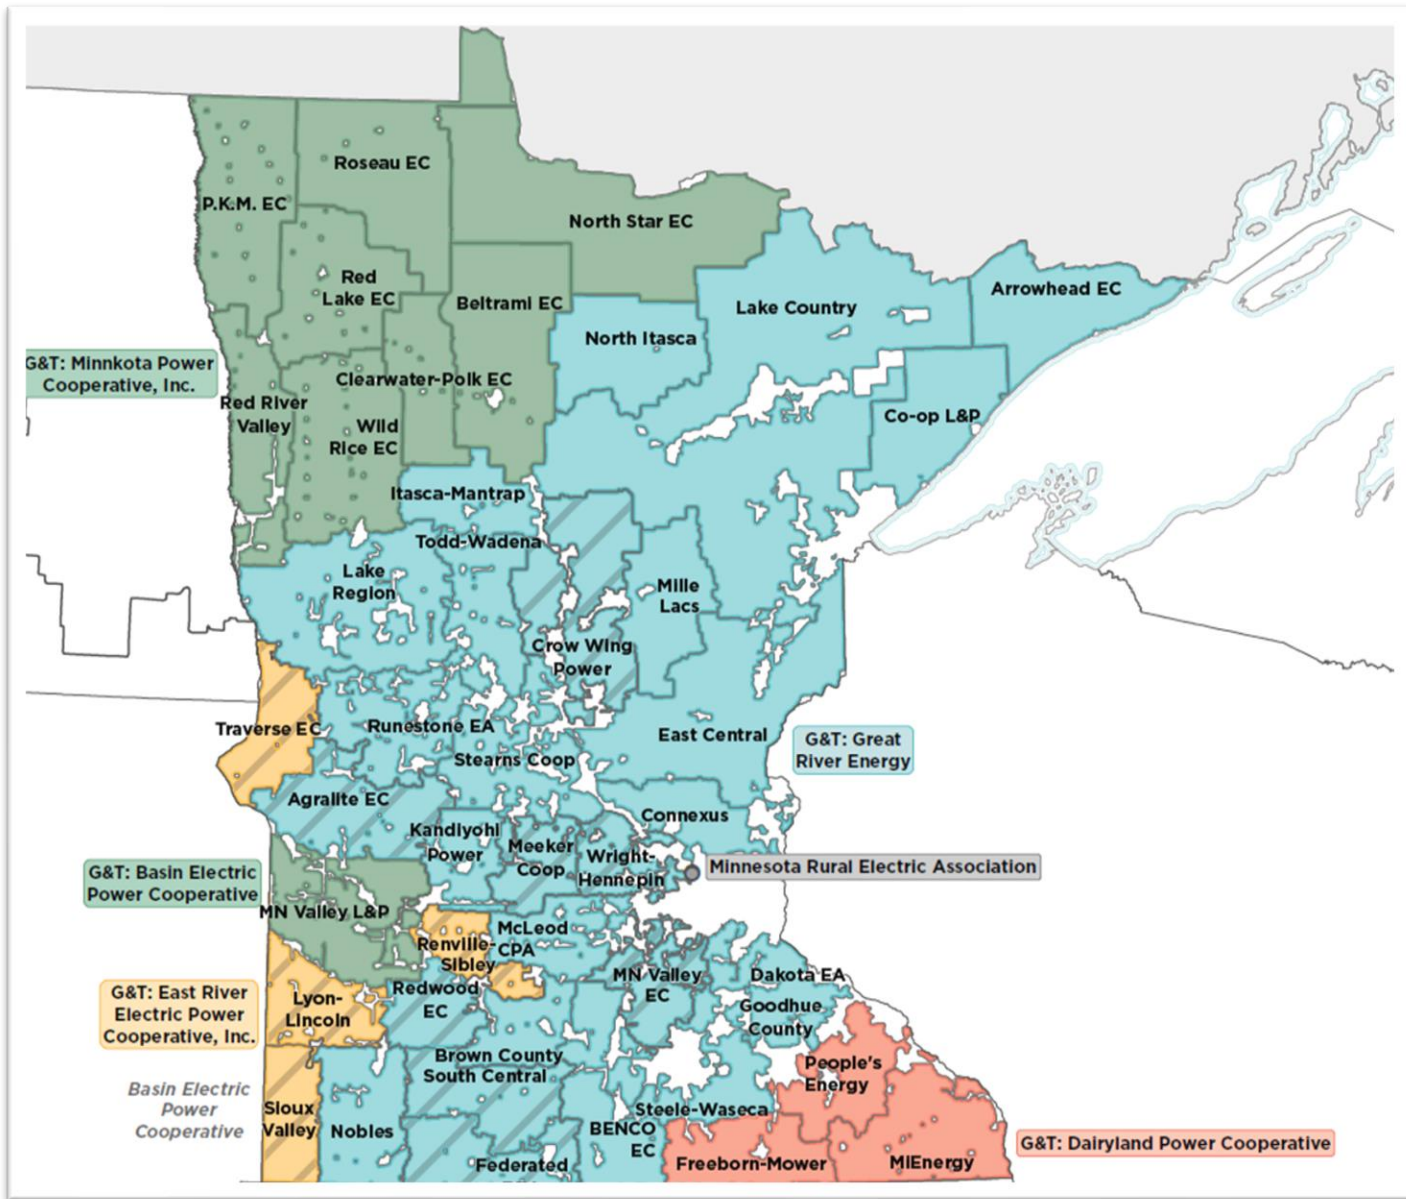 Roseau EC
P.K.M. EC
North Star EC
Red
Lake EC
Beltrami EC
Lake Country
Arrowhead EC
North Itasca
G&T: Minnkota Power
Cooperative, Inc.
Clearwater-Polk EC
Red River
Valley
Wild
Rice EC
Co-op L&P
Itasca-Mantrap
Todd-Wadena
Lake
Region
Mille
Lacs
Crow Wing
Power
Traverse EC
Runestone EA
East Central
G&T: Great
River Energy
Stearns Coop
Agralite EC
Connexus
Kandiyohi
Power
Meeker
Coop
Wright-
Hennepin
Minnesota Rural Electric Association
G&T: Basin Electric
Power Cooperative
MN Valley L&P
McLeod
CPA
Renville-
Sibley
MN Valley
EC
Dakota EA
G&T: East River
Electric Power
Cooperative, Inc.
Lyon-
Lincoln
Redwood
EC
Goodhue
County
Brown County
South Central
People's
Energy
Basin Electric
Power
Cooperative
Sioux
Valley
Nobles
Steele-Waseca
BENCO
EC
Federated
Freeborn-Mower
MiEnergy
G&T: Dairyland Power Cooperative